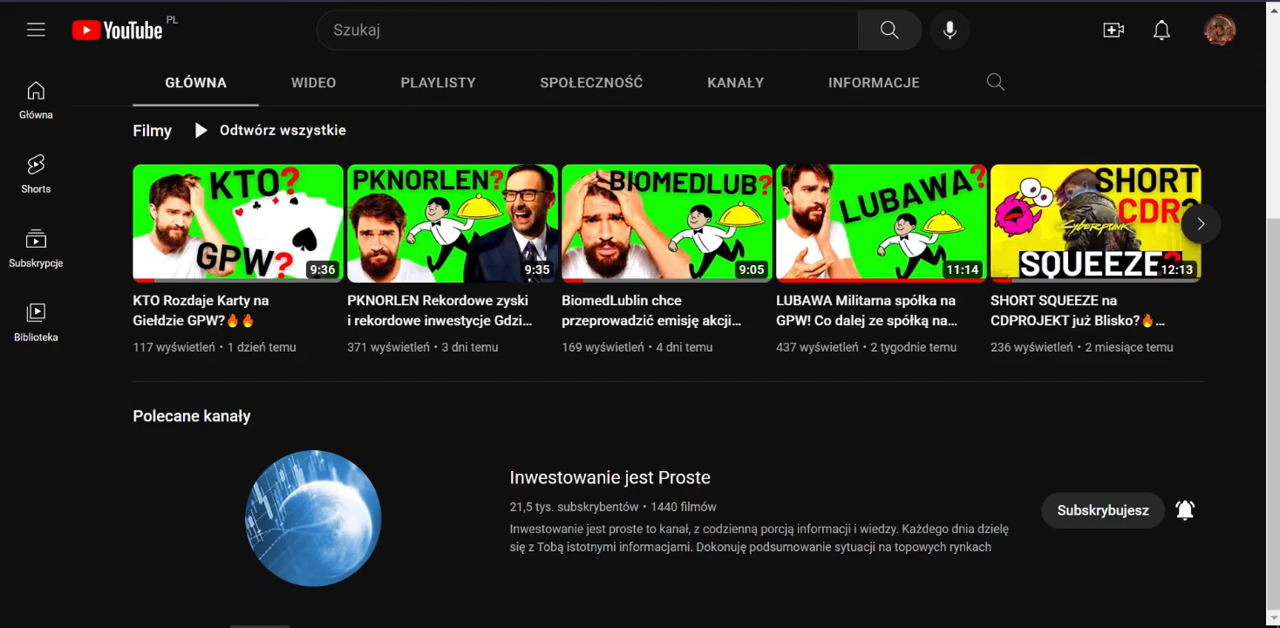 YouTube PL
Szukaj
GŁÓWNA WIDEO PLAYLISTY SPOŁECZNOŚĆ KANAŁY INFORMACJE
Główna
Shorts
Subskrypcje
Biblioteka
Filmy Odtwórz wszystkie
KTO?
GPW?
9:36
PKNORLEN?
9:35
BIOMEDLUB?
9:05
LUBAWA?
11:14
SHORT
CDR?
CYBERPUNK
SQUEEZE?
12:13
KTO Rozdaje Karty na
Giełdzie GPW?🔥🔥
117 wyświetleń • 1 dzień temu
PKNORLEN Rekordowe zyski
i rekordowe inwestycje Gdzi...
371 wyświetleń • 3 dni temu
BiomedLublin chce
przeprowadzić emisję akcji...
169 wyświetleń • 4 dni temu
LUBAWA Militarna spółka na
GPW! Co dalej ze spółką na...
437 wyświetleń • 2 tygodnie temu
SHORT SQUEEZE na
CDPROJEKT już Blisko?🔥...
236 wyświetleń • 2 miesiące temu
Polecane kanały
Inwestowanie jest Proste
21,5 tys. subskrybentów • 1440 filmów
Inwestowanie jest proste to kanał, z codzienną porcją informacji i wiedzy. Każdego dnia dzielę
się z Tobą istotnymi informacjami. Dokonuję podsumowanie sytuacji na topowych rynkach
Subskrybujesz